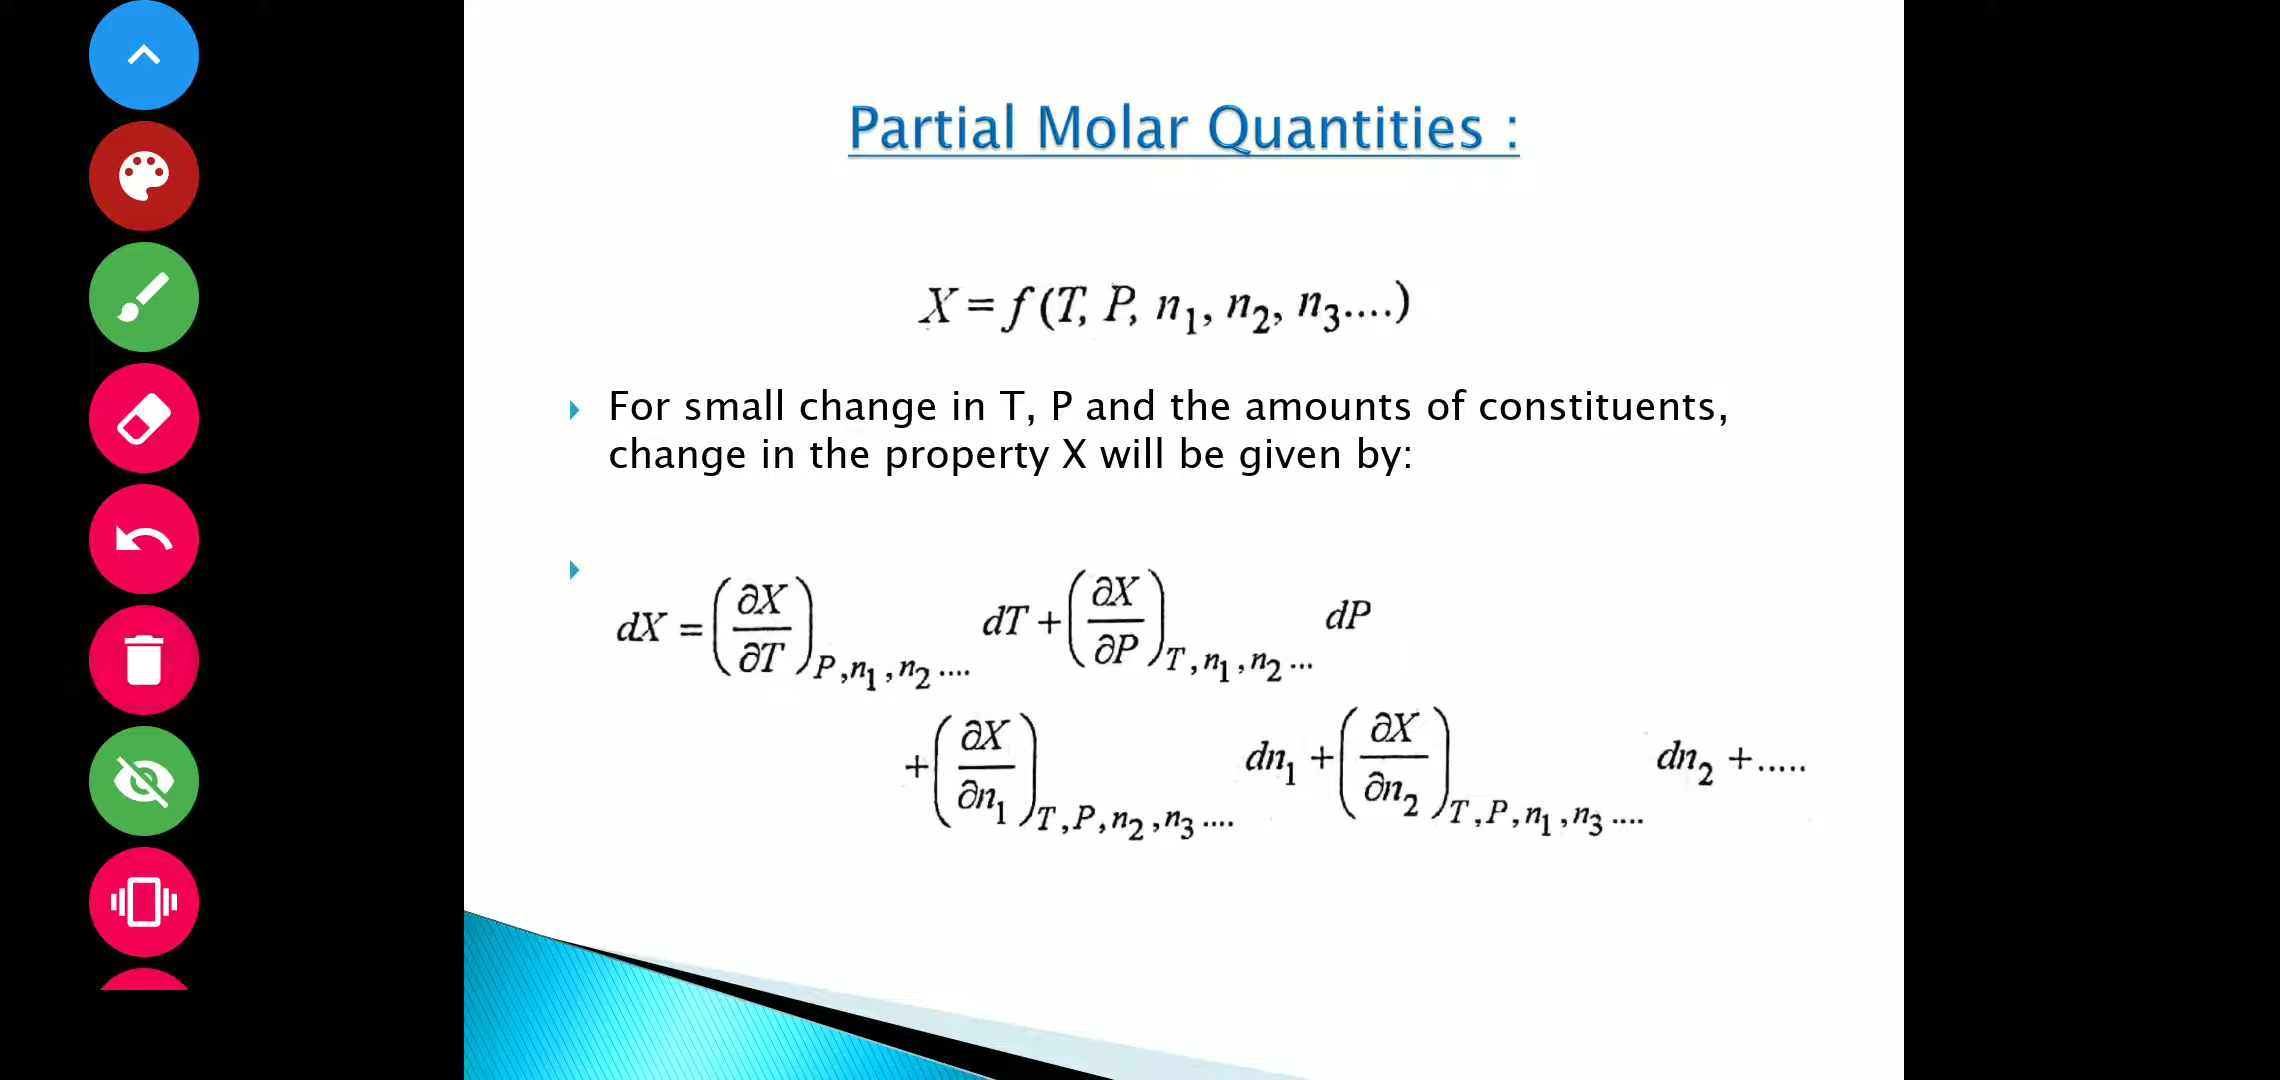 Partial Molar Quantities :
X = f (T, P, n₁, n₂, n₃....)
For small change in T, P and the amounts of constituents,
change in the property X will be given by:
dX = (∂X/∂T)P, n₁, n₂.... dT + (∂X/∂P)T, n₁, n₂... dP
+ (∂X/∂n₁)T, P, n₂, n₃.... dn₁ + (∂X/∂n₂)T, P, n₁, n₃.... dn₂ + .....